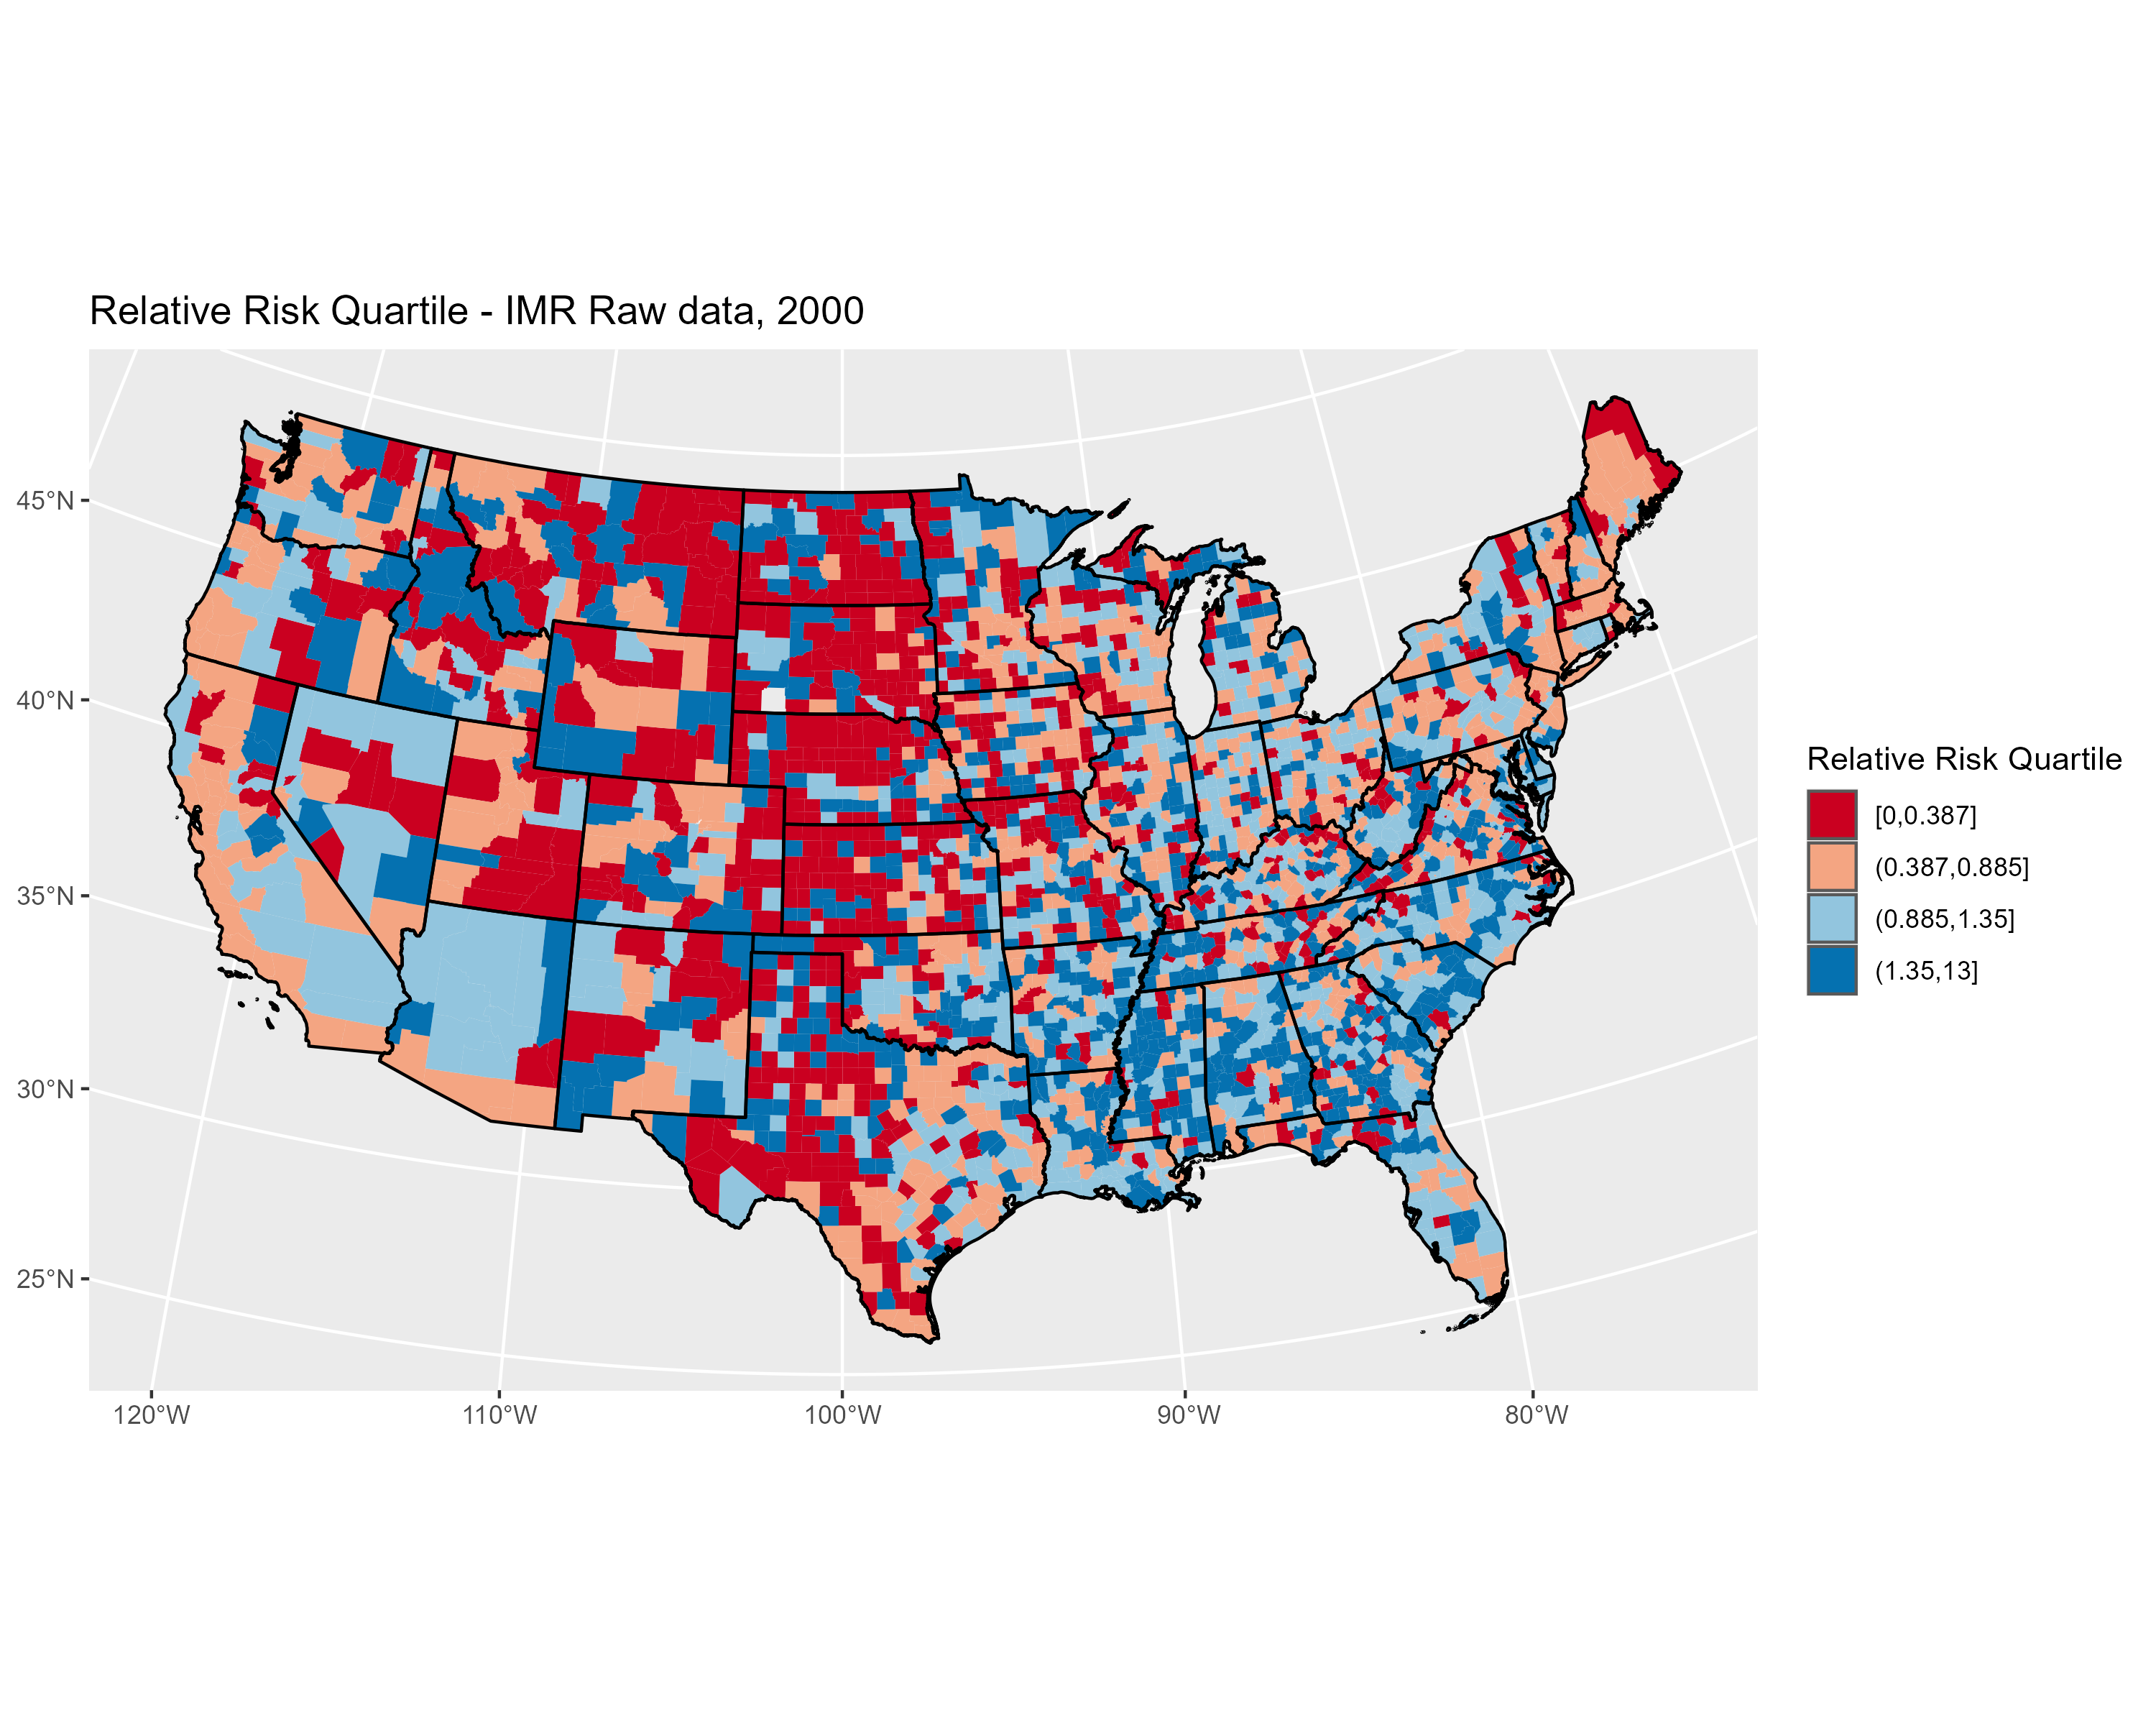 Relative Risk Quartile - IMR Raw data, 2000
45°N
40°N
35°N
30°N
25°N
120°W
110°W
100°W
90°W
80°W
Relative Risk Quartile
[0,0.387]
(0.387,0.885]
(0.885,1.35]
(1.35,13]